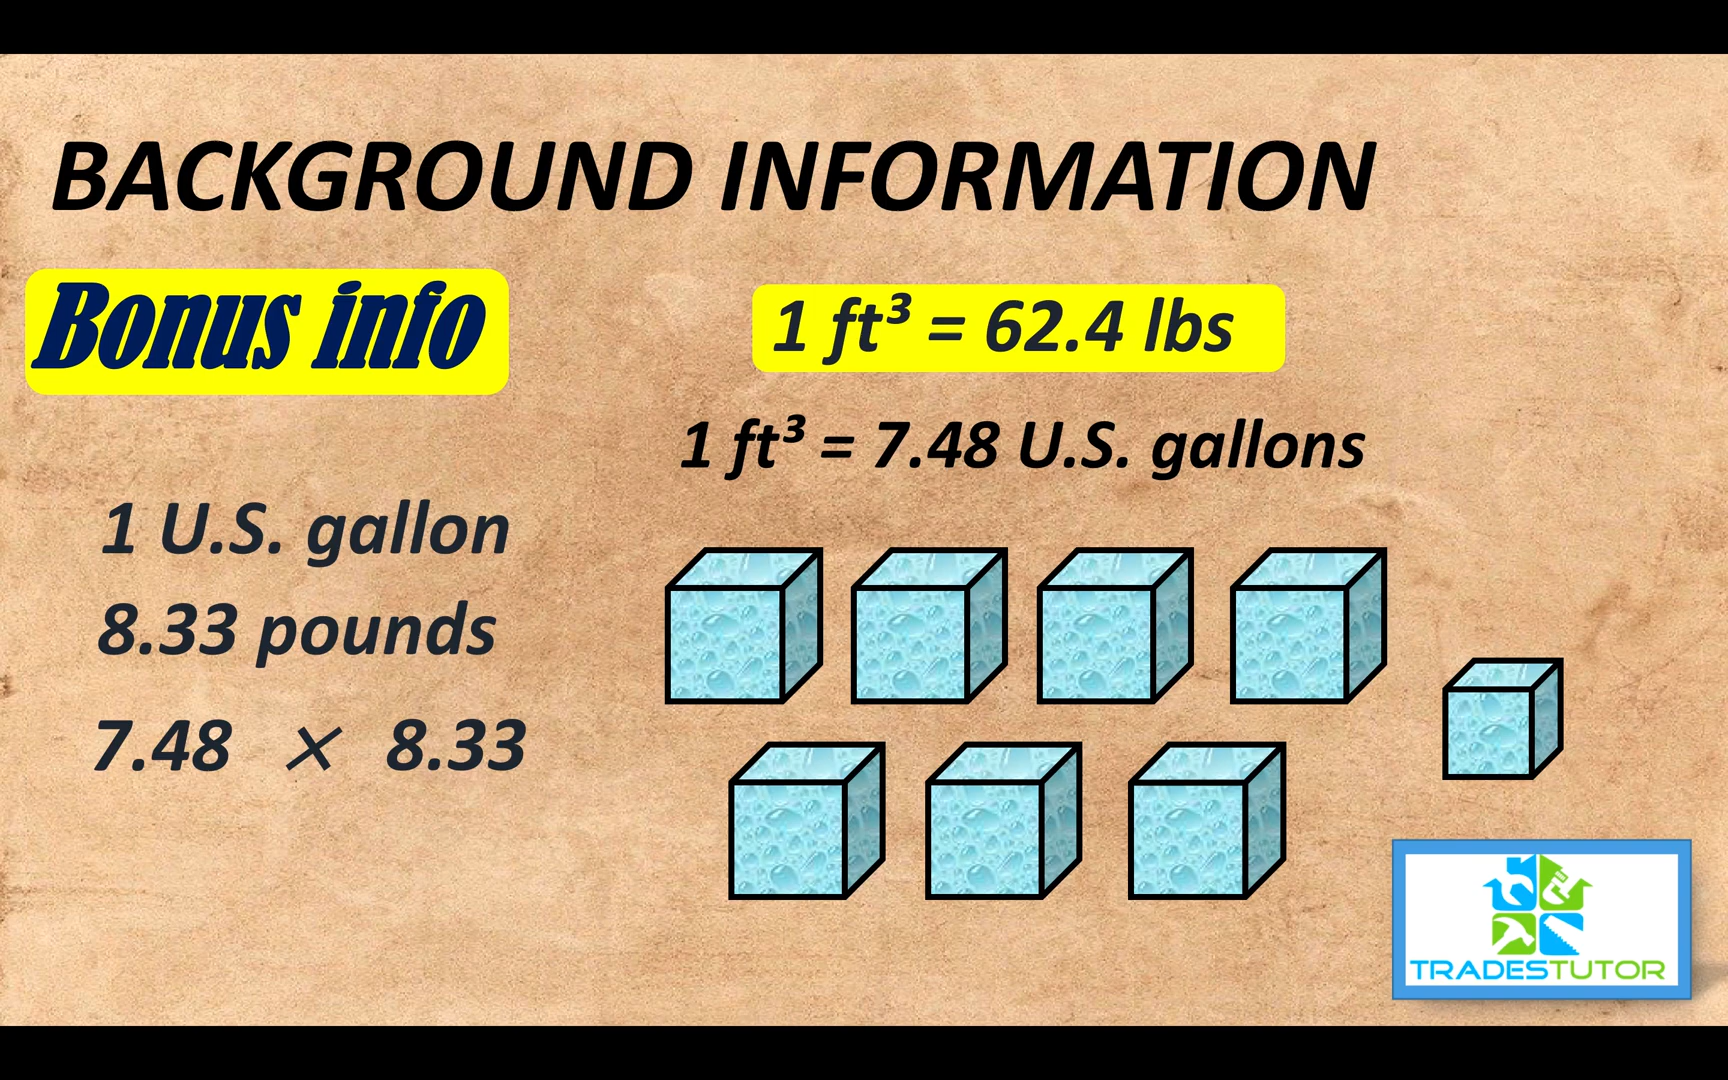 BACKGROUND INFORMATION
Bonus info
1 ft³ = 62.4 lbs
1 ft³ = 7.48 U.S. gallons
1 U.S. gallon
8.33 pounds
7.48 × 8.33
TRADESTUTOR